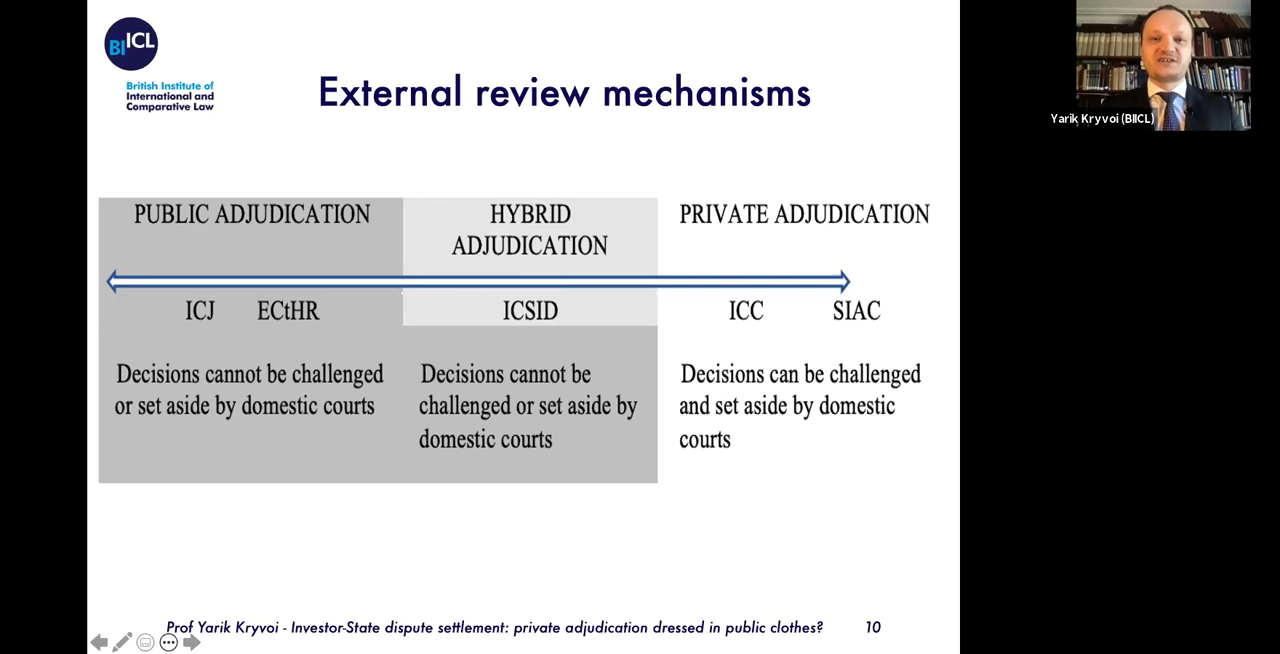 BIICL
British Institute of
International and
Comparative Law
External review mechanisms
Yarik Kryvoi (BIICL)
PUBLIC ADJUDICATION
HYBRID
ADJUDICATION
PRIVATE ADJUDICATION
ICJ
ECtHR
ICSID
ICC
SIAC
Decisions cannot be challenged
or set aside by domestic courts
Decisions cannot be
challenged or set aside by
domestic courts
Decisions can be challenged
and set aside by domestic
courts
Prof Yarik Kryvoi - Investor-State dispute settlement: private adjudication dressed in public clothes?
10